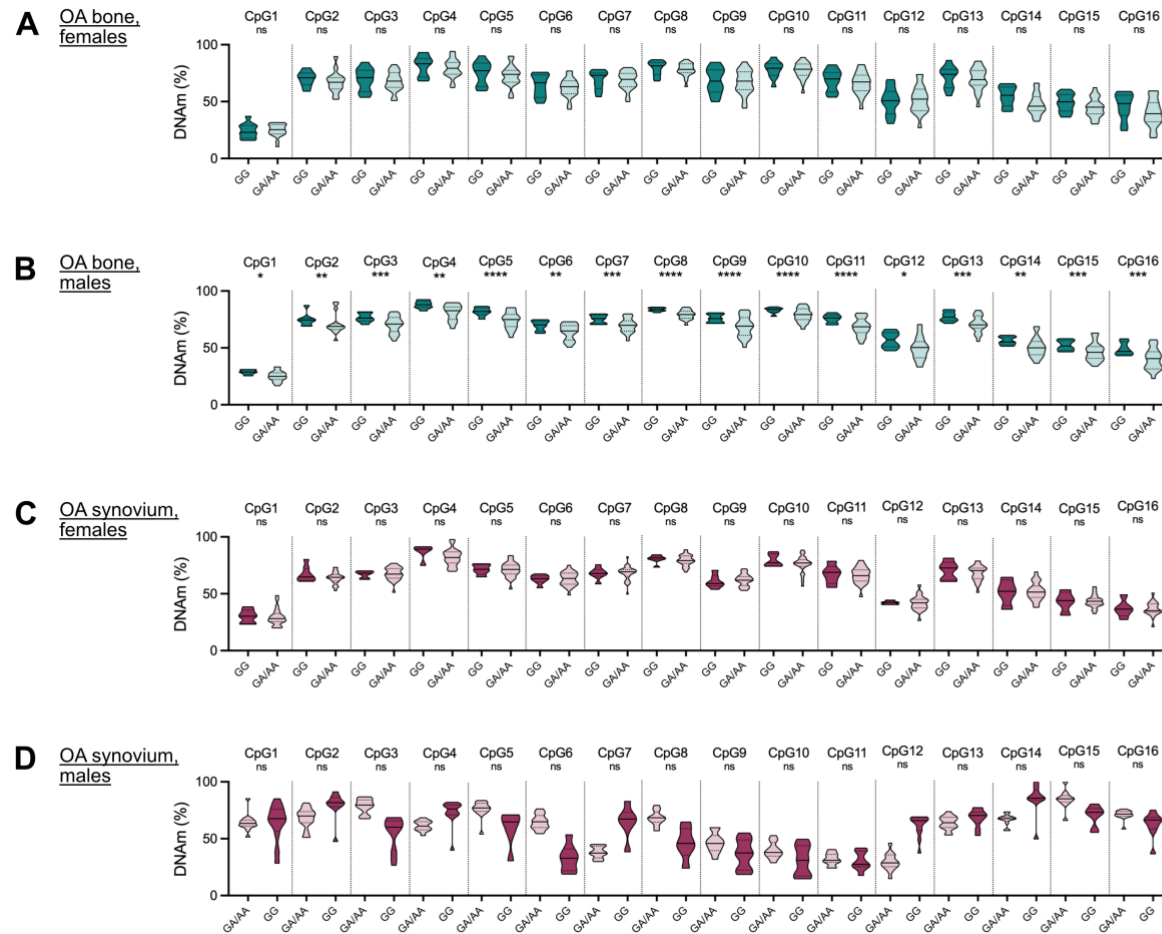 A OA bone, females
CpG1 CpG2 CpG3 CpG4 CpG5 CpG6 CpG7 CpG8 CpG9 CpG10 CpG11 CpG12 CpG13 CpG14 CpG15 CpG16
ns ns ns ns ns ns ns ns ns ns ns ns ns ns ns ns
100
50
0
DNAm (%)
GG GA/AA GG GA/AA GG GA/AA GG GA/AA GG GA/AA GG GA/AA GG GA/AA GG GA/AA GG GA/AA GG GA/AA GG GA/AA GG GA/AA GG GA/AA GG GA/AA GG GA/AA GG GA/AA
B OA bone, males
CpG1 CpG2 CpG3 CpG4 CpG5 CpG6 CpG7 CpG8 CpG9 CpG10 CpG11 CpG12 CpG13 CpG14 CpG15 CpG16
* ** *** ** **** ** *** **** **** **** **** * *** ** *** ***
100
50
0
DNAm (%)
GG GA/AA GG GA/AA GG GA/AA GG GA/AA GG GA/AA GG GA/AA GG GA/AA GG GA/AA GG GA/AA GG GA/AA GG GA/AA GG GA/AA GG GA/AA GG GA/AA GG GA/AA GG GA/AA
C OA synovium, females
CpG1 CpG2 CpG3 CpG4 CpG5 CpG6 CpG7 CpG8 CpG9 CpG10 CpG11 CpG12 CpG13 CpG14 CpG15 CpG16
ns ns ns ns ns ns ns ns ns ns ns ns ns ns ns ns
100
50
0
DNAm (%)
GG GA/AA GG GA/AA GG GA/AA GG GA/AA GG GA/AA GG GA/AA GG GA/AA GG GA/AA GG GA/AA GG GA/AA GG GA/AA GG GA/AA GG GA/AA GG GA/AA GG GA/AA GG GA/AA
D OA synovium, males
CpG1 CpG2 CpG3 CpG4 CpG5 CpG6 CpG7 CpG8 CpG9 CpG10 CpG11 CpG12 CpG13 CpG14 CpG15 CpG16
ns ns ns ns ns ns ns ns ns ns ns ns ns ns ns ns
100
50
0
DNAm (%)
GA/AA GG GA/AA GG GA/AA GG GA/AA GG GA/AA GG GA/AA GG GA/AA GG GA/AA GG GA/AA GG GA/AA GG GA/AA GG GA/AA GG GA/AA GG GA/AA GG GA/AA GG GA/AA GG